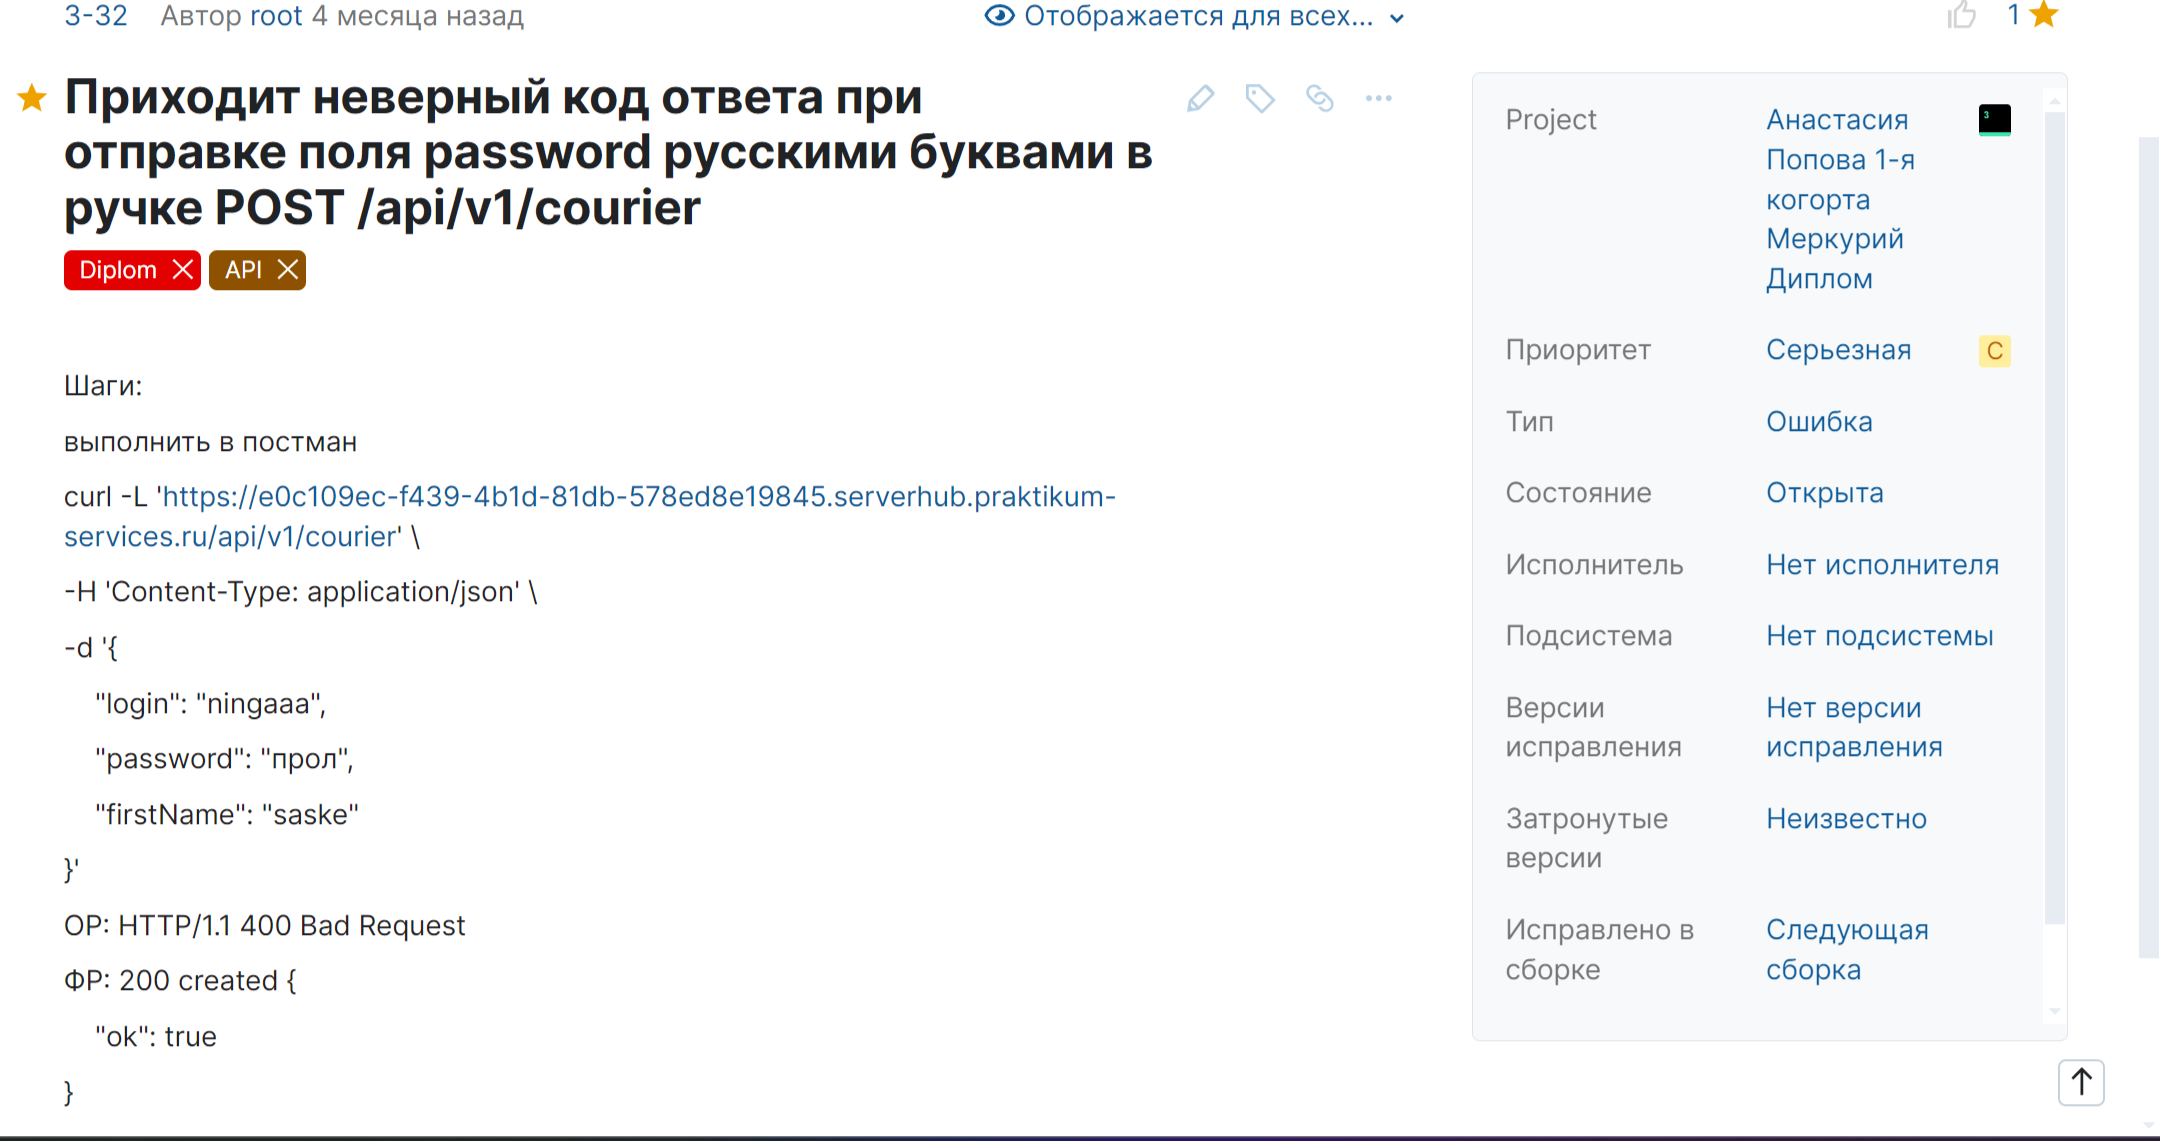 3-32 Автор root 4 месяца назад
Отображается для всех...
1
Приходит неверный код ответа при
отправке поля password русскими буквами в
ручке POST /api/v1/courier
Diplom API
Шаги:
выполнить в постман
curl -L 'https://e0c109ec-f439-4b1d-81db-578ed8e19845.serverhub.praktikum-
services.ru/api/v1/courier' \
-H 'Content-Type: application/json' \
-d '{
"login": "ningaaa",
"password": "прол",
"firstName": "saske"
}'
ОР: HTTP/1.1 400 Bad Request
ФР: 200 created {
"ok": true
}
Project
Анастасия
Попова 1-я
когорта
Меркурий
Диплом
3
Приоритет
Серьезная
С
Тип
Ошибка
Состояние
Открыта
Исполнитель
Нет исполнителя
Подсистема
Нет подсистемы
Версии
исправления
Нет версии
исправления
Затронутые
версии
Неизвестно
Исправлено в
сборке
Следующая
сборка